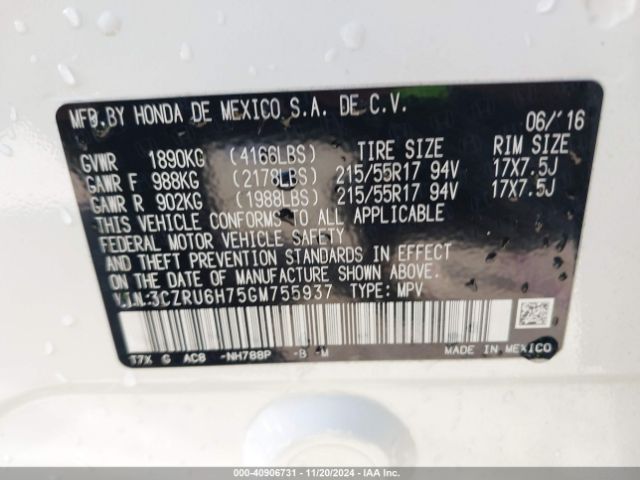 MFD.BY HONDA DE MEXICO S.A. DE C.V.
06/'16
GVWR 1890KG (4166LBS) TIRE SIZE RIM SIZE
GAWR F 988KG (2178LBS) 215/55R17 94V 17X7.5J
GAWR R 902KG (1988LBS) 215/55R17 94V 17X7.5J
THIS VEHICLE CONFORMS TO ALL APPLICABLE
FEDERAL MOTOR VEHICLE SAFETY
AND THEFT PREVENTION STANDARDS IN EFFECT
ON THE DATE OF MANUFACTURE SHOWN ABOVE.
V.I.N:3CZRU6H75GM755937 TYPE: MPV
T7X G AC8 -NH788P -B -M MADE IN MEXICO
000-40906731 - 11/20/2024 - IAA Inc.